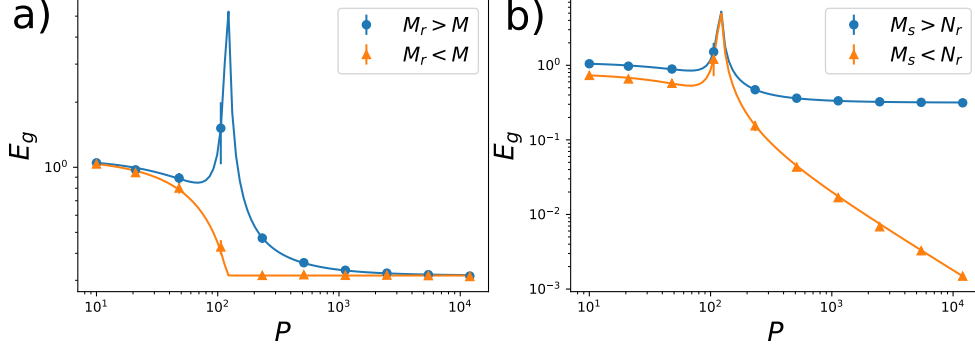 a)
M_r > M
M_r < M
10^0
E_g
10^1 10^2 10^3 10^4
P
b)
M_s > N_r
M_s < N_r
10^0
10^{-1}
10^{-2}
10^{-3}
E_g
10^1 10^2 10^3 10^4
P